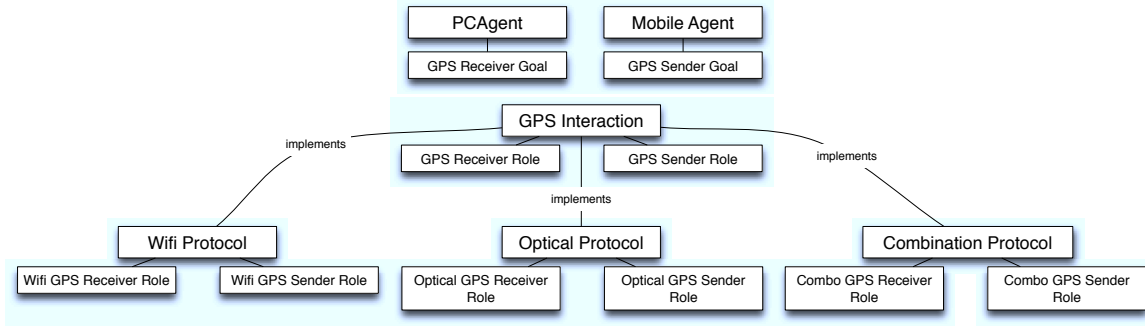 PCAgent
Mobile Agent
GPS Receiver Goal
GPS Sender Goal
GPS Interaction
implements
implements
GPS Receiver Role
GPS Sender Role
implements
Wifi Protocol
Optical Protocol
Combination Protocol
Wifi GPS Receiver Role
Wifi GPS Sender Role
Optical GPS Receiver
Role
Optical GPS Sender
Role
Combo GPS Receiver
Role
Combo GPS Sender
Role